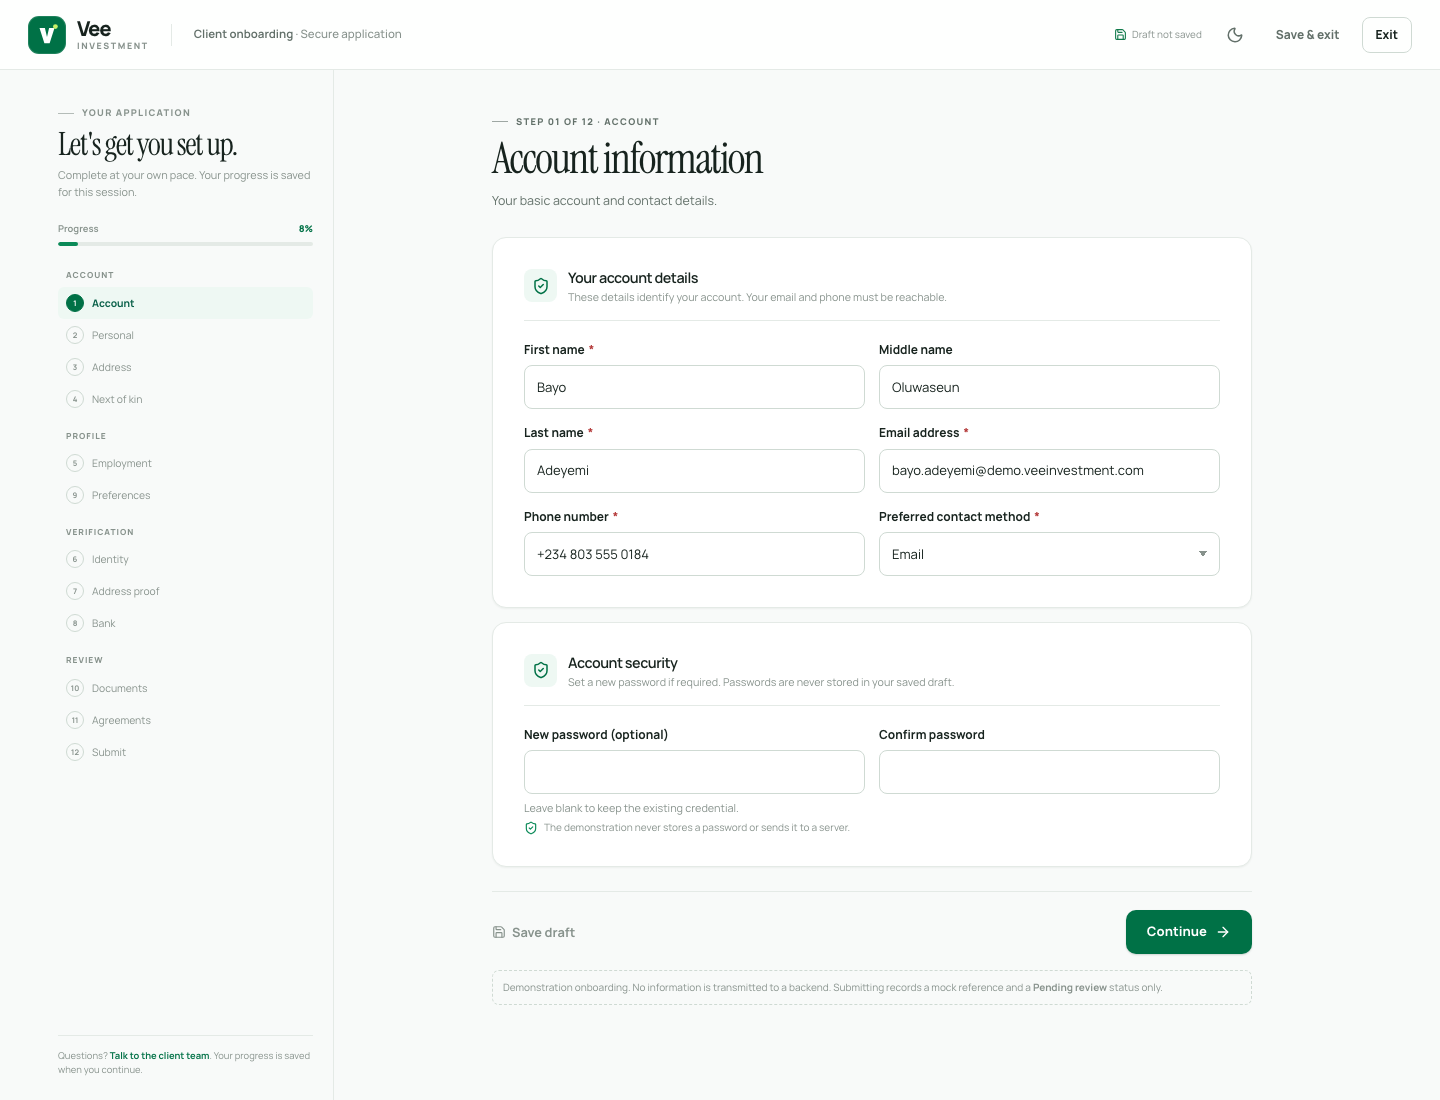 Vee
INVESTMENT
Client onboarding · Secure application
Draft not saved
Save & exit
Exit
YOUR APPLICATION
Let's get you set up.
Complete at your own pace. Your progress is saved
for this session.
Progress
8%
ACCOUNT
1 Account
2 Personal
3 Address
4 Next of kin
PROFILE
5 Employment
9 Preferences
VERIFICATION
6 Identity
7 Address proof
8 Bank
REVIEW
10 Documents
11 Agreements
12 Submit
Questions? Talk to the client team. Your progress is saved
when you continue.
STEP 01 OF 12 · ACCOUNT
Account information
Your basic account and contact details.
Your account details
These details identify your account. Your email and phone must be reachable.
First name *
Middle name
Bayo
Oluwaseun
Last name *
Email address *
Adeyemi
bayo.adeyemi@demo.veeinvestment.com
Phone number *
Preferred contact method *
+234 803 555 0184
Email
Account security
Set a new password if required. Passwords are never stored in your saved draft.
New password (optional)
Confirm password
Leave blank to keep the existing credential.
The demonstration never stores a password or sends it to a server.
Save draft
Continue
Demonstration onboarding. No information is transmitted to a backend. Submitting records a mock reference and a Pending review status only.